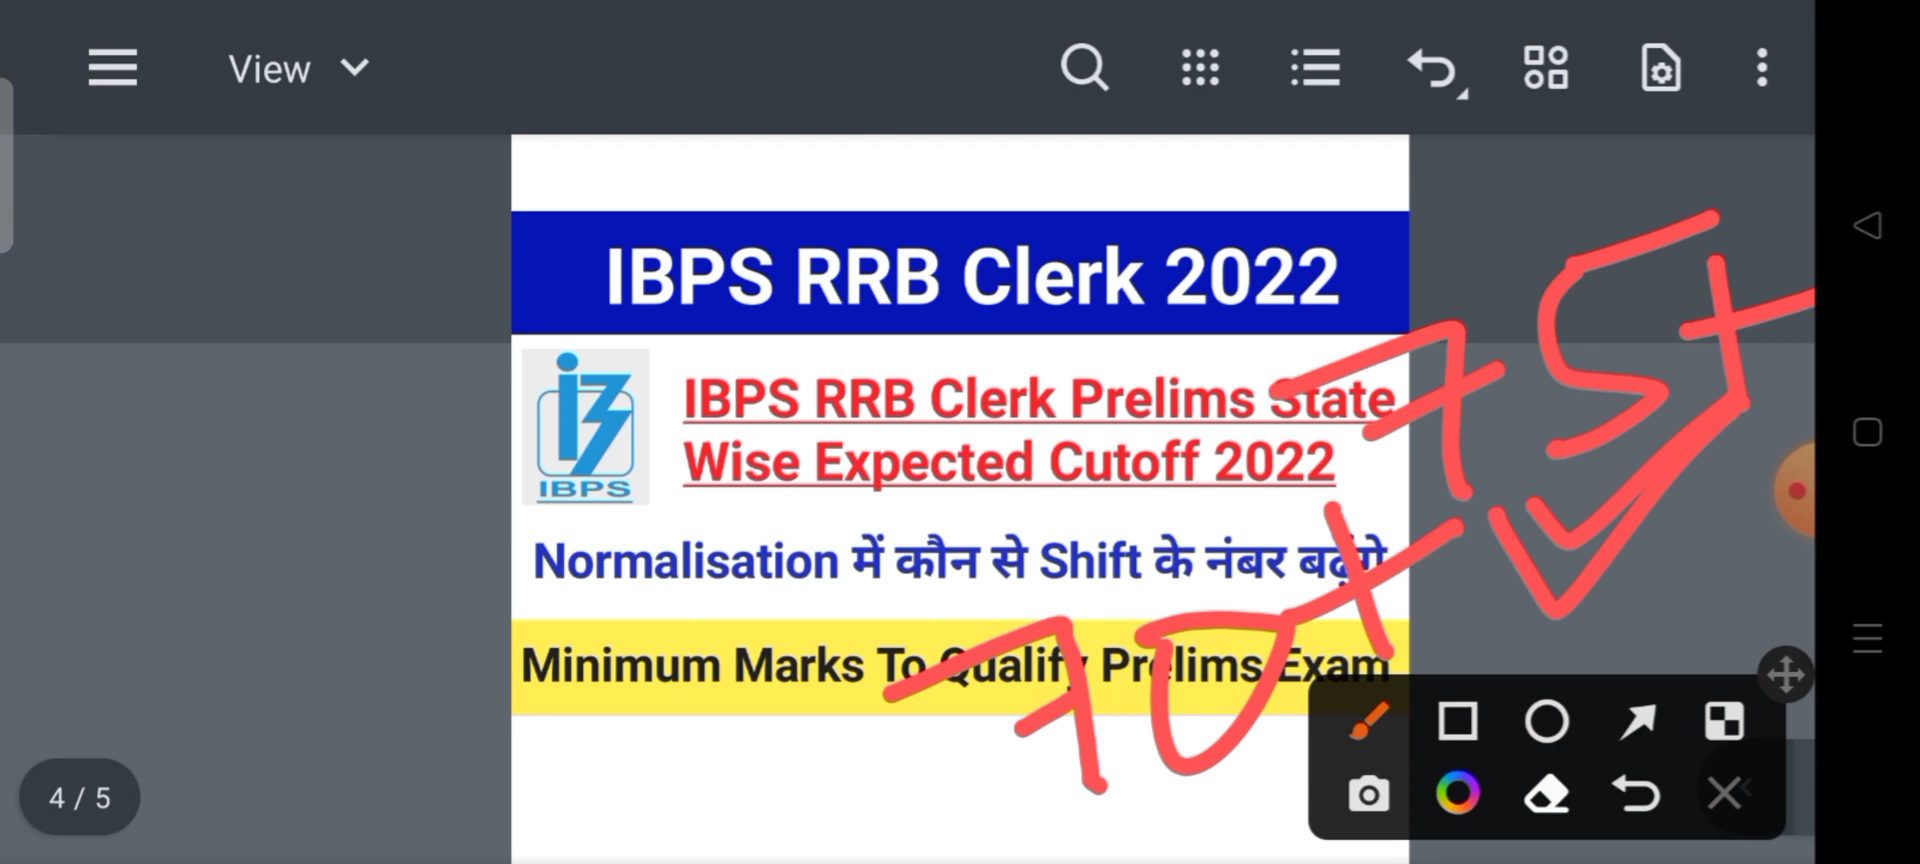 View
IBPS RRB Clerk 2022
IBPS
IBPS RRB Clerk Prelims State
Wise Expected Cutoff 2022
75+
Normalisation में कौन से Shift के नंबर बढ़ेंगे
Minimum Marks To Qualify Prelims Exam
70+
4 / 5